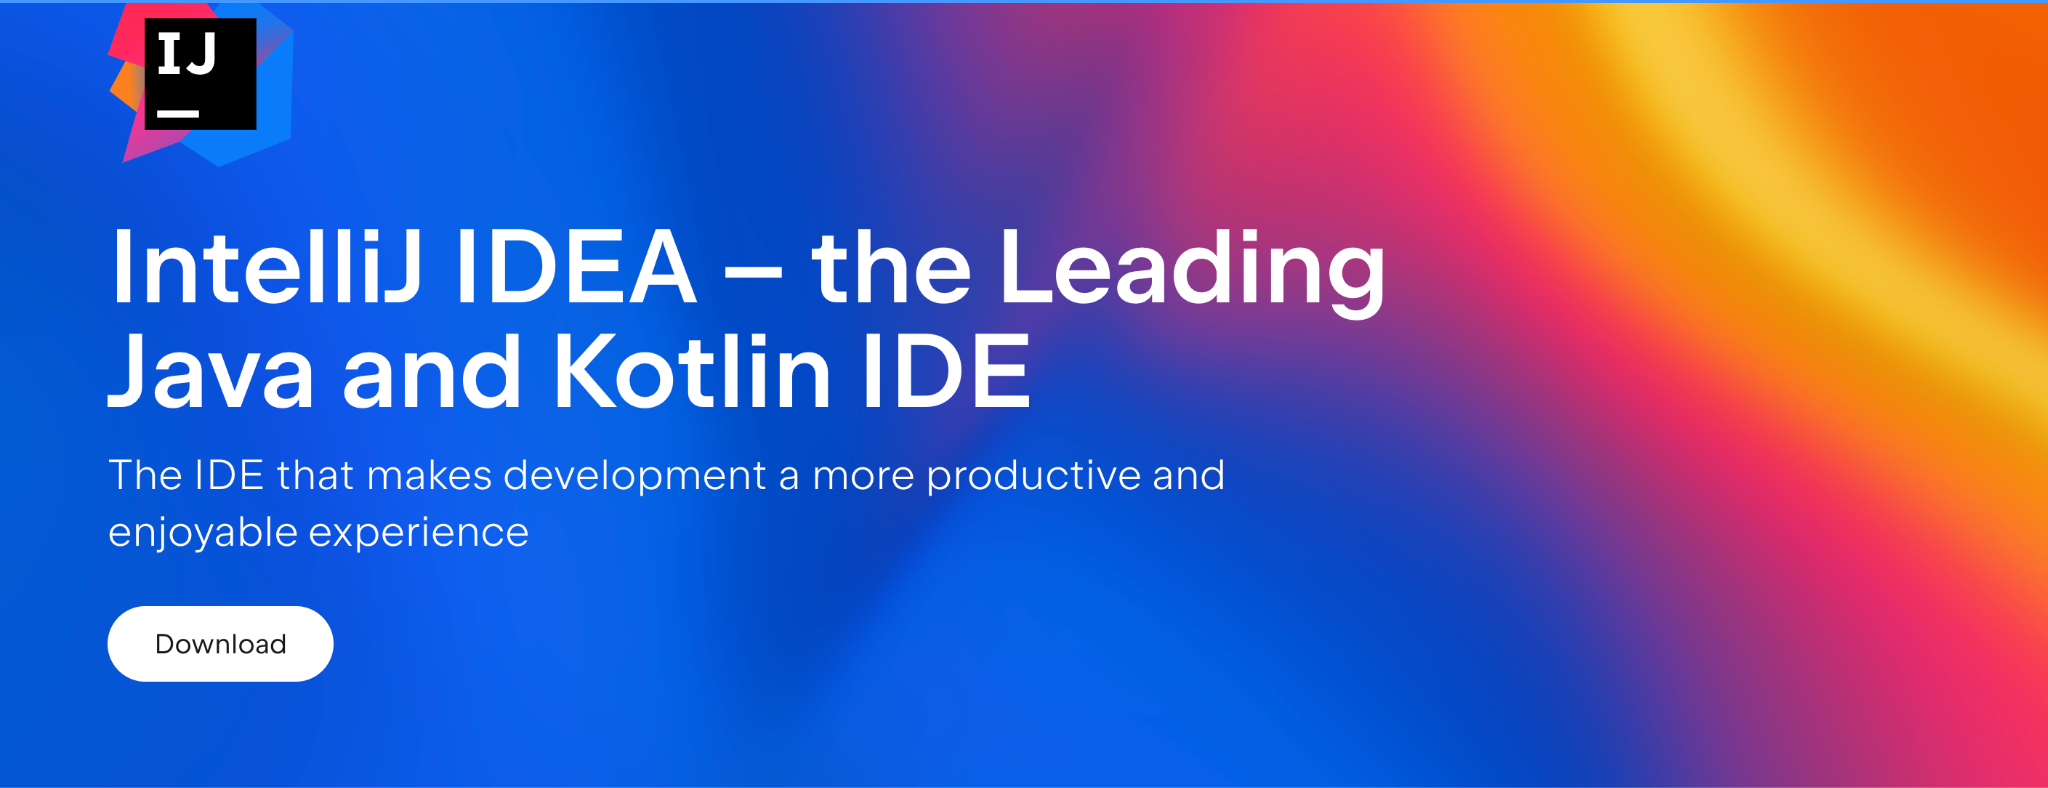 IJ
IntelliJ IDEA – the Leading
Java and Kotlin IDE
The IDE that makes development a more productive and
enjoyable experience
Download